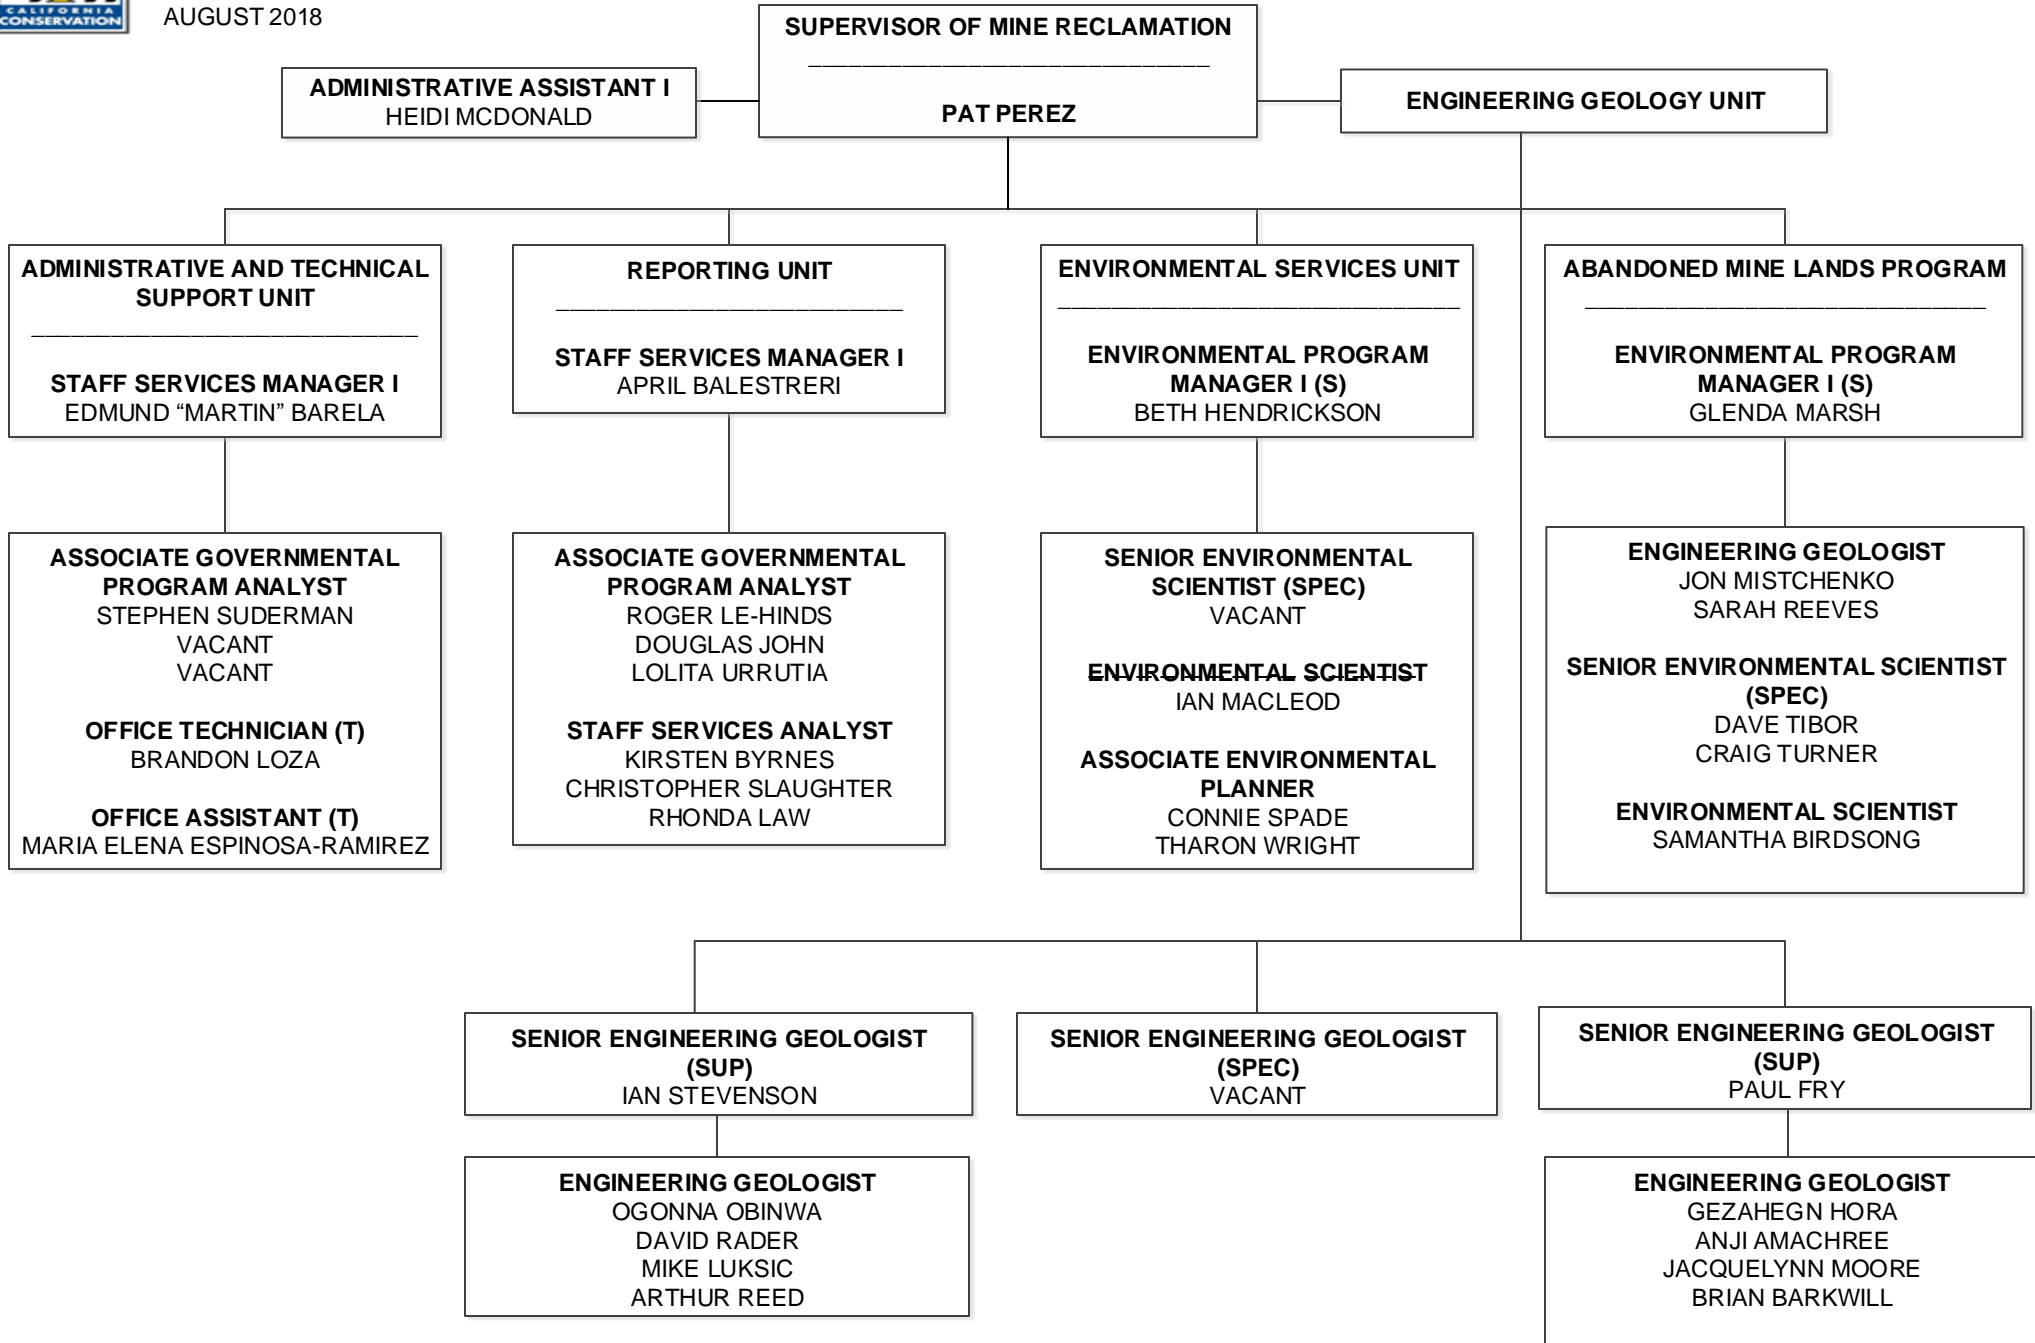 CALIFORNIA
CONSERVATION
AUGUST 2018
SUPERVISOR OF MINE RECLAMATION
PAT PEREZ
ADMINISTRATIVE ASSISTANT I
HEIDI MCDONALD
ENGINEERING GEOLOGY UNIT
ADMINISTRATIVE AND TECHNICAL
SUPPORT UNIT
STAFF SERVICES MANAGER I
EDMUND “MARTIN” BARELA
REPORTING UNIT
STAFF SERVICES MANAGER I
APRIL BALESTRERI
ENVIRONMENTAL SERVICES UNIT
ENVIRONMENTAL PROGRAM
MANAGER I (S)
BETH HENDRICKSON
ABANDONED MINE LANDS PROGRAM
ENVIRONMENTAL PROGRAM
MANAGER I (S)
GLENDA MARSH
ASSOCIATE GOVERNMENTAL
PROGRAM ANALYST
STEPHEN SUDERMAN
VACANT
VACANT
OFFICE TECHNICIAN (T)
BRANDON LOZA
OFFICE ASSISTANT (T)
MARIA ELENA ESPINOSA-RAMIREZ
ASSOCIATE GOVERNMENTAL
PROGRAM ANALYST
ROGER LE-HINDS
DOUGLAS JOHN
LOLITA URRUTIA
STAFF SERVICES ANALYST
KIRSTEN BYRNES
CHRISTOPHER SLAUGHTER
RHONDA LAW
SENIOR ENVIRONMENTAL
SCIENTIST (SPEC)
VACANT
ENVIRONMENTAL SCIENTIST
IAN MACLEOD
ASSOCIATE ENVIRONMENTAL
PLANNER
CONNIE SPADE
THARON WRIGHT
ENGINEERING GEOLOGIST
JON MISTCHENKO
SARAH REEVES
SENIOR ENVIRONMENTAL SCIENTIST
(SPEC)
DAVE TIBOR
CRAIG TURNER
ENVIRONMENTAL SCIENTIST
SAMANTHA BIRDSONG
SENIOR ENGINEERING GEOLOGIST
(SUP)
IAN STEVENSON
SENIOR ENGINEERING GEOLOGIST
(SPEC)
VACANT
SENIOR ENGINEERING GEOLOGIST
(SUP)
PAUL FRY
ENGINEERING GEOLOGIST
OGONNA OBINWA
DAVID RADER
MIKE LUKSIC
ARTHUR REED
ENGINEERING GEOLOGIST
GEZAHEGN HORA
ANJI AMACHREE
JACQUELYNN MOORE
BRIAN BARKWILL